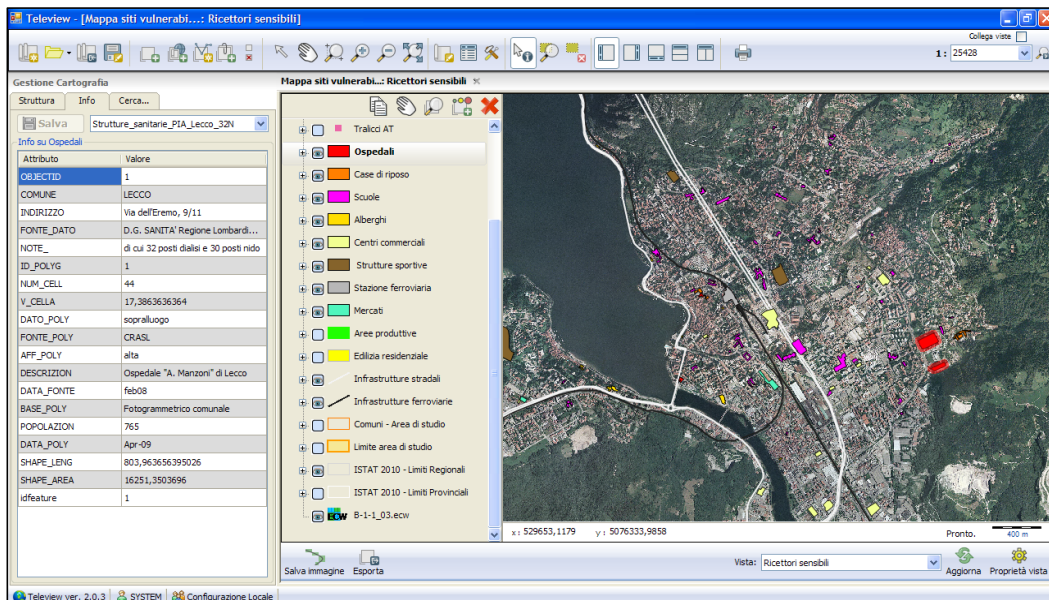 Teleview - [Mappa siti vulnerabi...: Ricettori sensibili]
Collega viste
1: 25428
Gestione Cartografia
Struttura Info Cerca...
Salva Strutture_sanitarie_PIA_Lecco_32N
Info su Ospedali
Attributo Valore
OBJECTID 1
COMUNE LECCO
INDIRIZZO Via dell'Eremo, 9/11
FONTE_DATO D.G. SANITA' Regione Lombardi...
NOTE_ di cui 32 posti dialisi e 30 posti nido
ID_POLYG 1
NUM_CELL 44
V_CELLA 17,3863636364
DATO_POLY sopralluogo
FONTE_POLY CRASL
AFF_POLY alta
DESCRIZION Ospedale "A. Manzoni" di Lecco
DATA_FONTE feb08
BASE_POLY Fotogrammetrico comunale
POPOLAZION 765
DATA_POLY Apr-09
SHAPE_LENG 803,963656395026
SHAPE_AREA 16251,3503696
idfeature 1
Mappa siti vulnerabi...: Ricettori sensibili
Tralicci AT
Ospedali
Case di riposo
Scuole
Alberghi
Centri commerciali
Strutture sportive
Stazione ferroviaria
Mercati
Aree produttive
Edilizia residenziale
Infrastrutture stradali
Infrastrutture ferroviarie
Comuni - Area di studio
Limite area di studio
ISTAT 2010 - Limiti Regionali
ISTAT 2010 - Limiti Provinciali
ECW B-1-1_03.ecw
x: 529653,1179 y: 5076333,9858
Pronto. 400 m
Salva immagine Esporta
Vista: Ricettori sensibili
Aggiorna Proprietà vista
Teleview ver. 2.0.3 SYSTEM Configurazione Locale